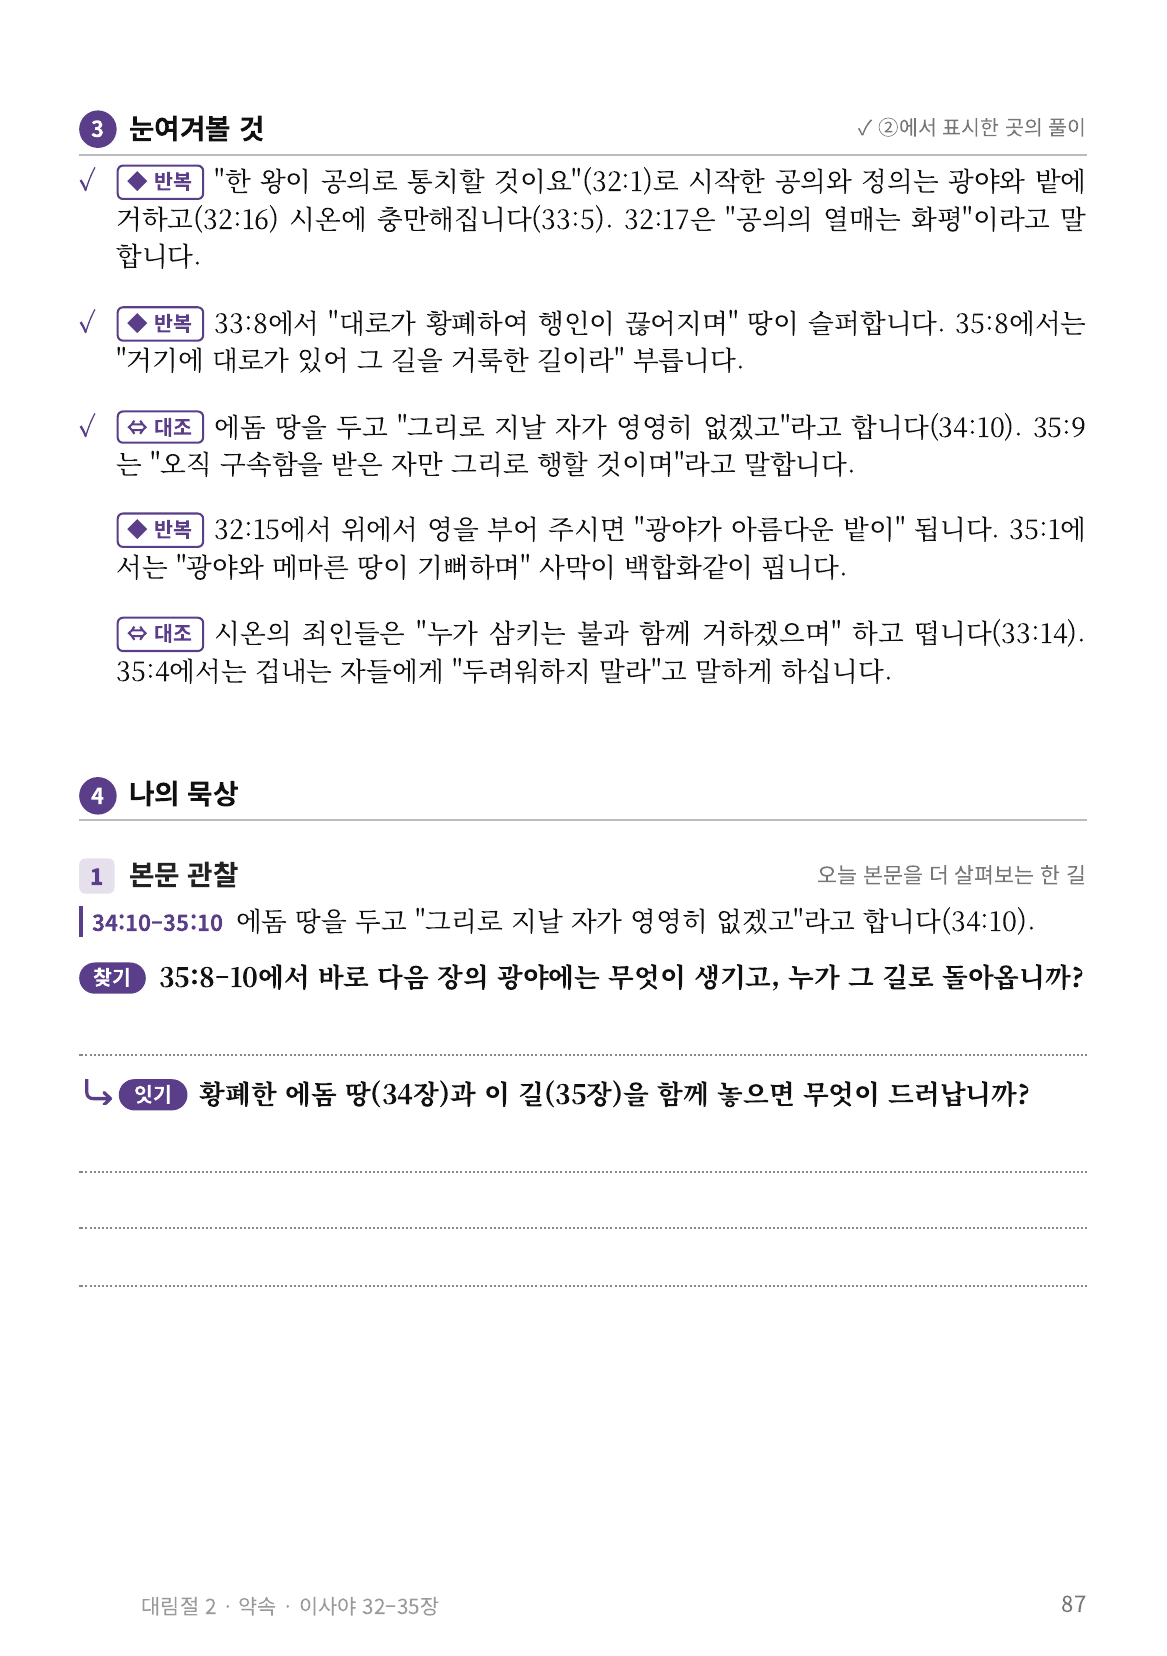 3 눈여겨볼 것
✓ ②에서 표시한 곳의 풀이
✓ ◆ 반복 "한 왕이 공의로 통치할 것이요"(32:1)로 시작한 공의와 정의는 광야와 밭에
거하고(32:16) 시온에 충만해집니다(33:5). 32:17은 "공의의 열매는 화평"이라고 말
합니다.
✓ ◆ 반복 33:8에서 "대로가 황폐하여 행인이 끊어지며" 땅이 슬퍼합니다. 35:8에서는
"거기에 대로가 있어 그 길을 거룩한 길이라" 부릅니다.
✓ ⇔ 대조 에돔 땅을 두고 "그리로 지날 자가 영영히 없겠고"라고 합니다(34:10). 35:9
는 "오직 구속함을 받은 자만 그리로 행할 것이며"라고 말합니다.
◆ 반복 32:15에서 위에서 영을 부어 주시면 "광야가 아름다운 밭이" 됩니다. 35:1에
서는 "광야와 메마른 땅이 기뻐하며" 사막이 백합화같이 핍니다.
⇔ 대조 시온의 죄인들은 "누가 삼키는 불과 함께 거하겠으며" 하고 떱니다(33:14).
35:4에서는 겁내는 자들에게 "두려워하지 말라"고 말하게 하십니다.
4 나의 묵상
1 본문 관찰
오늘 본문을 더 살펴보는 한 길
34:10–35:10 에돔 땅을 두고 "그리로 지날 자가 영영히 없겠고"라고 합니다(34:10).
찾기 35:8–10에서 바로 다음 장의 광야에는 무엇이 생기고, 누가 그 길로 돌아옵니까?
잇기 황폐한 에돔 땅(34장)과 이 길(35장)을 함께 놓으면 무엇이 드러납니까?
대림절 2 · 약속 · 이사야 32–35장
87